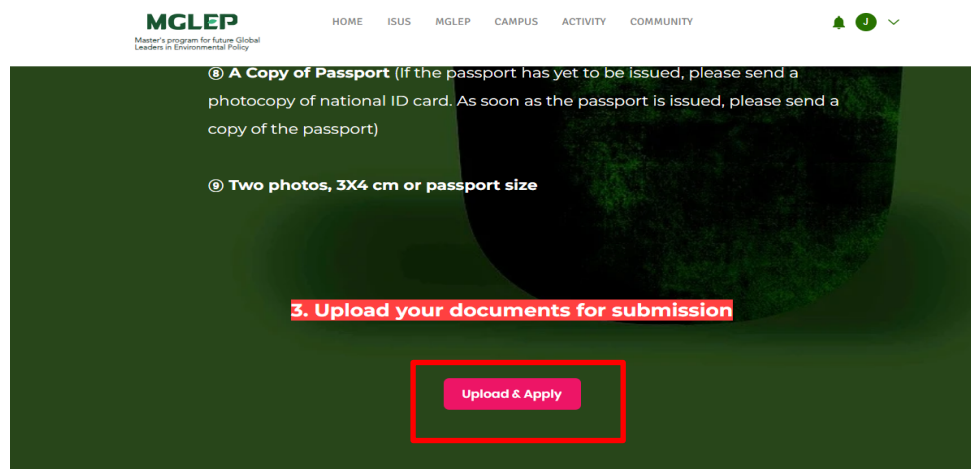 MGLEP
Master's program for future Global
Leaders in Environmental Policy
HOME ISUS MGLEP CAMPUS ACTIVITY COMMUNITY
J
⑧ A Copy of Passport (If the passport has yet to be issued, please send a
photocopy of national ID card. As soon as the passport is issued, please send a
copy of the passport)
⑨ Two photos, 3X4 cm or passport size
3. Upload your documents for submission
Upload & Apply